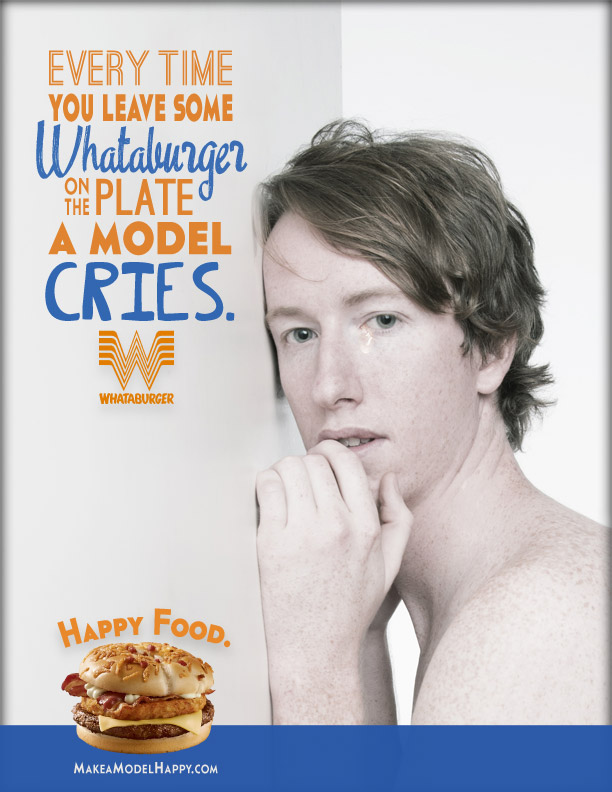 EVERY TIME
YOU LEAVE SOME
Whataburger
ON THE PLATE
A MODEL
CRIES.
WHATABURGER
HAPPY FOOD.
MAKEAMODELHAPPY.COM